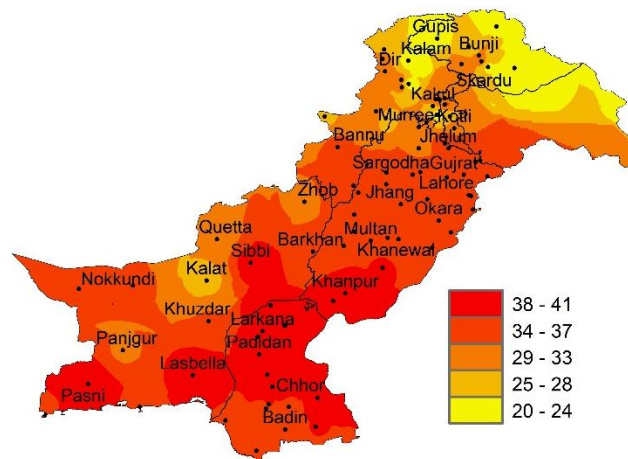 Gupis
Kalam
Bunji
Dir
Skardu
Kakul
Murree
Kotli
Bannu
Jhelum
Sargodha
Gujrat
Zhob
Jhang
Lahore
Okara
Quetta
Multan
Barkhan
Sibbi
Khanewal
Nokkundi
Kalat
Khanpur
Khuzdar
Larkana
Panjgur
Padidan
Lasbella
Pasni
Chhor
Badin
38 - 41
34 - 37
29 - 33
25 - 28
20 - 24